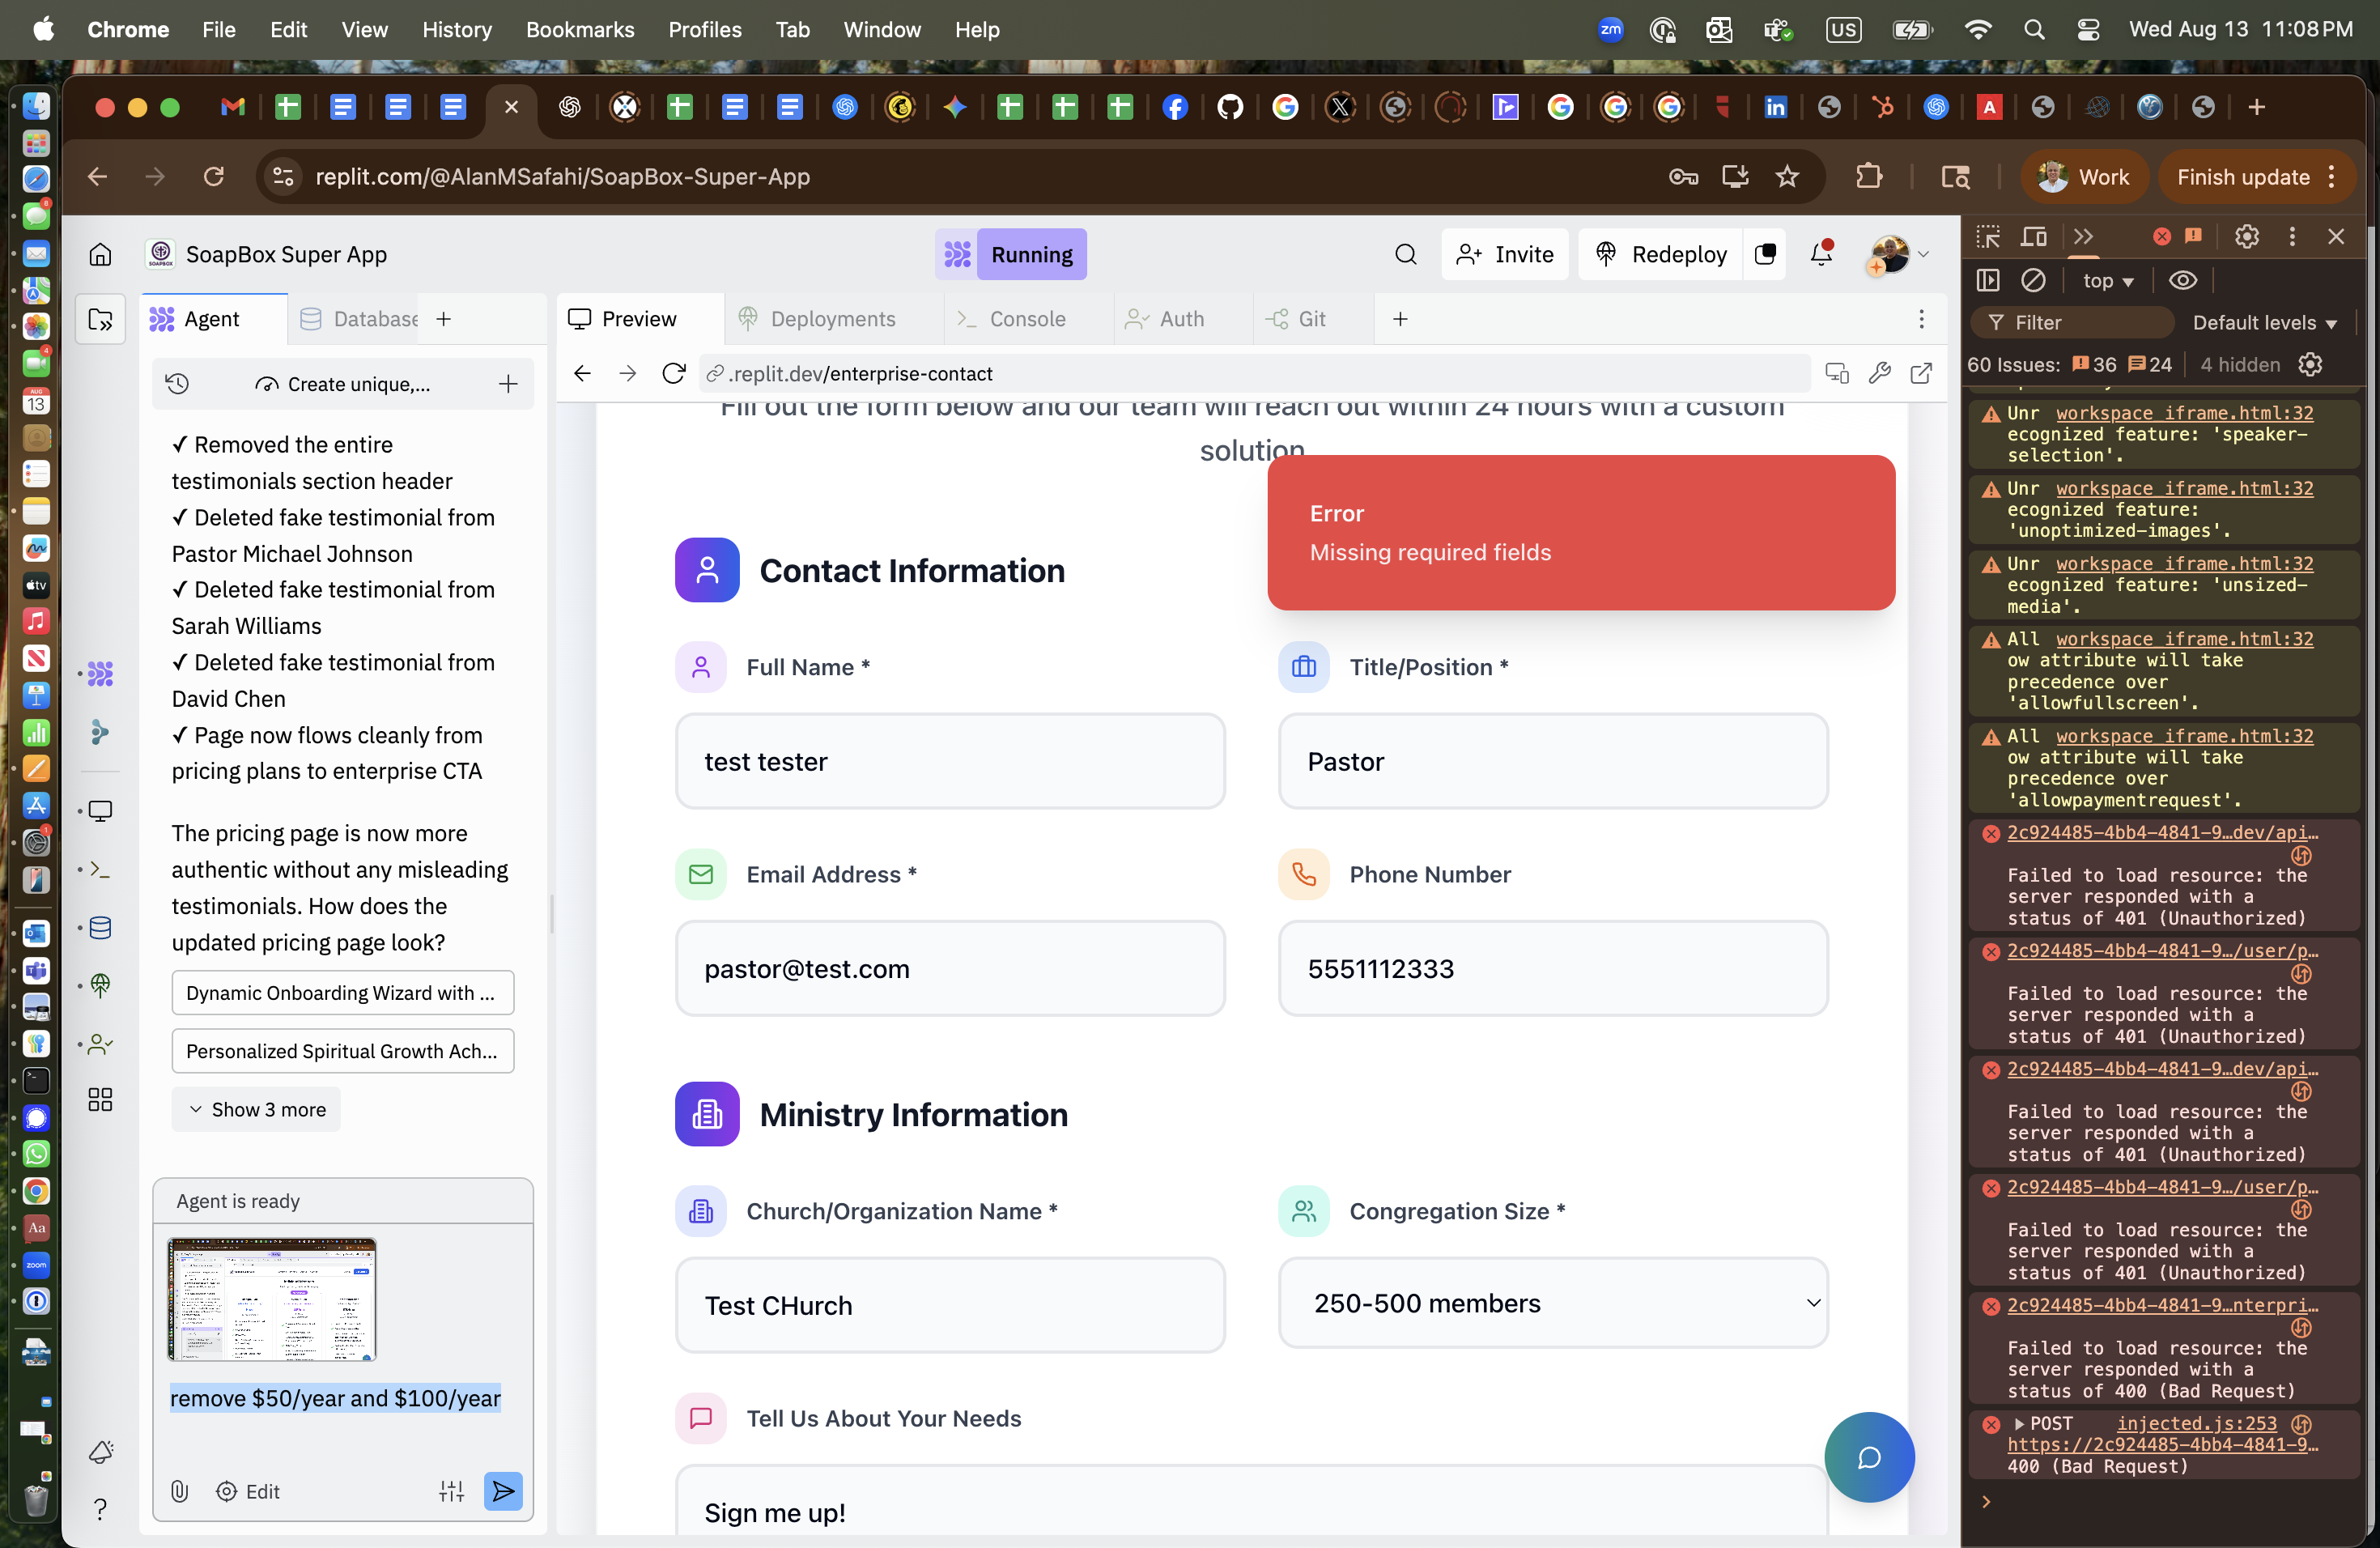 Chrome File Edit View History Bookmarks Profiles Tab Window Help
zm US Wed Aug 13 11:08 PM
AUG
13
replit.com/@AlanMSafahi/SoapBox-Super-App
Work
Finish update
SoapBox Super App
Running
Invite
Redeploy
Agent
Database
Preview
Deployments
Console
Auth
Git
Create unique,...
.replit.dev/enterprise-contact
✓ Removed the entire
testimonials section header
✓ Deleted fake testimonial from
Pastor Michael Johnson
✓ Deleted fake testimonial from
Sarah Williams
✓ Deleted fake testimonial from
David Chen
✓ Page now flows cleanly from
pricing plans to enterprise CTA
The pricing page is now more
authentic without any misleading
testimonials. How does the
updated pricing page look?
Dynamic Onboarding Wizard with ...
Personalized Spiritual Growth Ach...
Show 3 more
Agent is ready
remove $50/year and $100/year
Edit
Fill out the form below and our team will reach out within 24 hours with a custom
solution
Error
Missing required fields
Contact Information
Full Name *
test tester
Title/Position *
Pastor
Email Address *
pastor@test.com
Phone Number
5551112333
Ministry Information
Church/Organization Name *
Test CHurch
Congregation Size *
250-500 members
Tell Us About Your Needs
Sign me up!
top
Filter
Default levels
60 Issues: 36 24 4 hidden
Unr workspace_iframe.html:32
ecognized feature: 'speaker-
selection'.
Unr workspace_iframe.html:32
ecognized feature:
'unoptimized-images'.
Unr workspace_iframe.html:32
ecognized feature: 'unsized-
media'.
All workspace_iframe.html:32
ow attribute will take
precedence over
'allowfullscreen'.
All workspace_iframe.html:32
ow attribute will take
precedence over
'allowpaymentrequest'.
2c924485-4bb4-4841-9…dev/api…
Failed to load resource: the
server responded with a
status of 401 (Unauthorized)
2c924485-4bb4-4841-9…/user/p…
Failed to load resource: the
server responded with a
status of 401 (Unauthorized)
2c924485-4bb4-4841-9…dev/api…
Failed to load resource: the
server responded with a
status of 401 (Unauthorized)
2c924485-4bb4-4841-9…/user/p…
Failed to load resource: the
server responded with a
status of 401 (Unauthorized)
2c924485-4bb4-4841-9…nterpri…
Failed to load resource: the
server responded with a
status of 400 (Bad Request)
POST injected.js:253
https://2c924485-4bb4-4841-9…
400 (Bad Request)